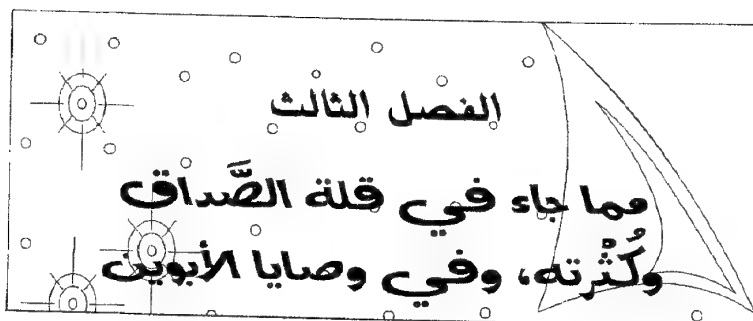 الفصل الثالث
مما جاء في قلة الصَّداق
وكُثْرته، وفي وصايا الأبوين